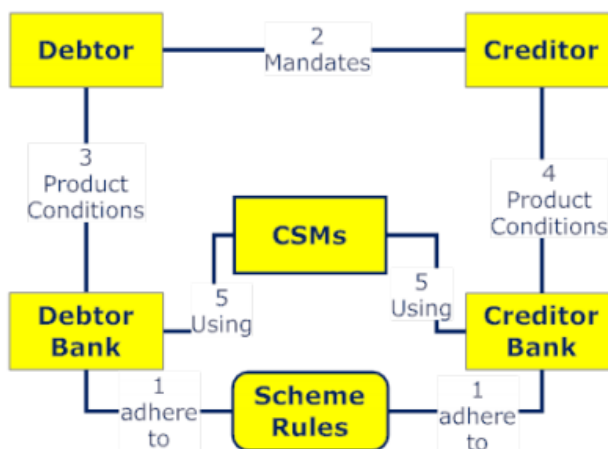 Debtor
2
Mandates
Creditor
3
Product
Conditions
4
Product
Conditions
CSMs
5
Using
5
Using
Debtor
Bank
Creditor
Bank
1
adhere
to
Scheme
Rules
1
adhere
to